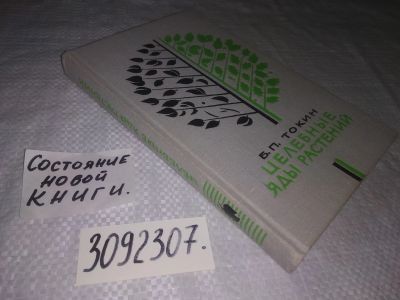 Б.П. ТОКИН
ЦЕЛЕБНЫЕ
ЯДЫ РАСТЕНИЙ
СОСТОЯНИЕ
НОВОЙ
КНИГИ.
3092307.